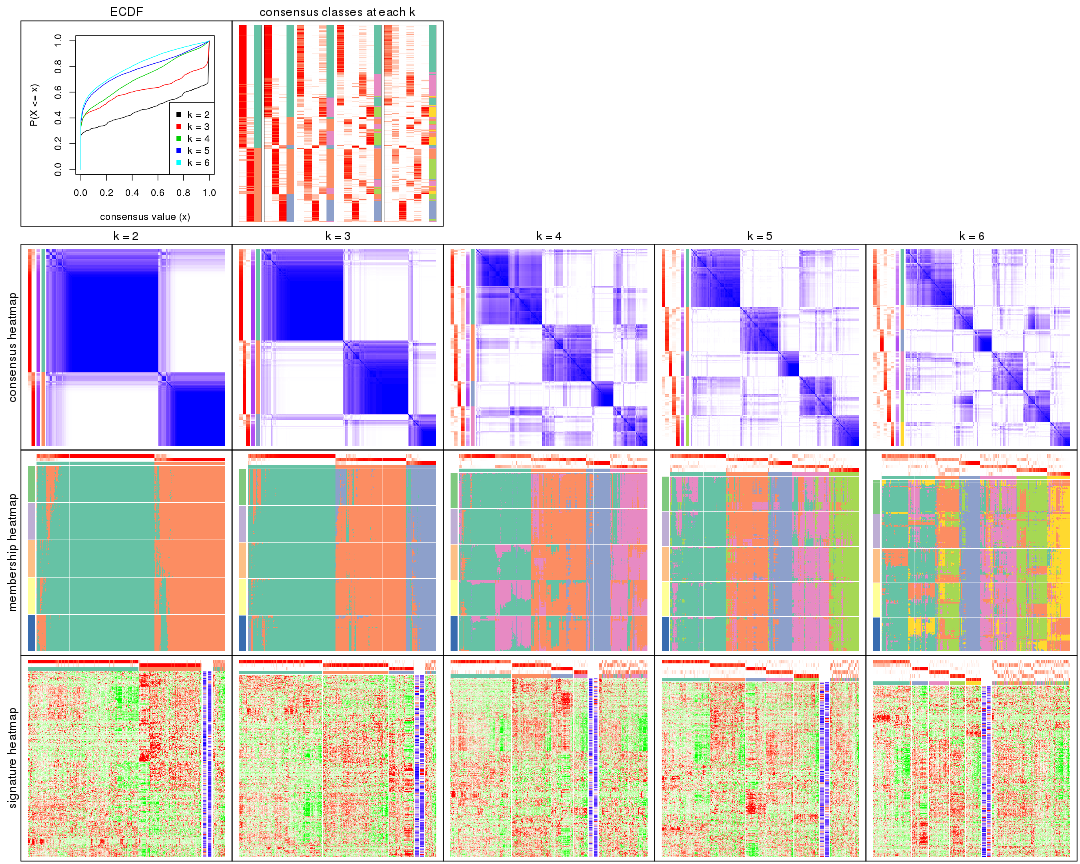 ECDF
consensus classes at each k
P(X <= x)
0.0 0.2 0.4 0.6 0.8 1.0
k = 2
k = 3
k = 4
k = 5
k = 6
0.0 0.2 0.4 0.6 0.8 1.0
consensus value (x)
k = 2 k = 3 k = 4 k = 5 k = 6
consensus heatmap
membership heatmap
signature heatmap